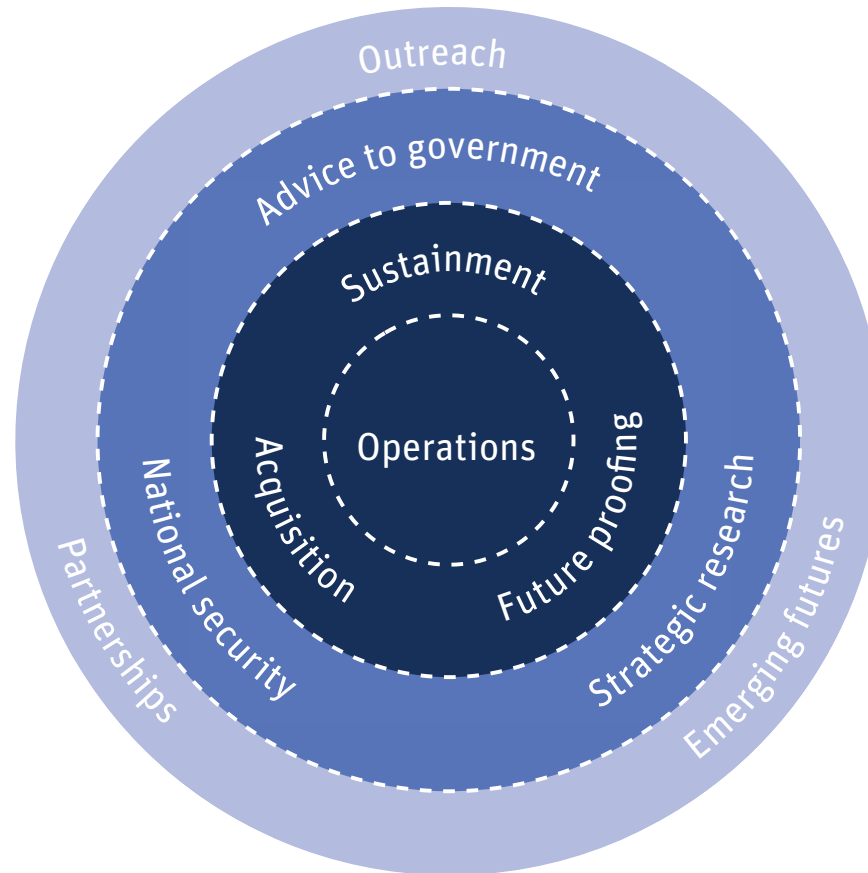 Outreach
Advice to government
Sustainment
Operations
Acquisition
Future proofing
National security
Strategic research
Partnerships
Emerging futures